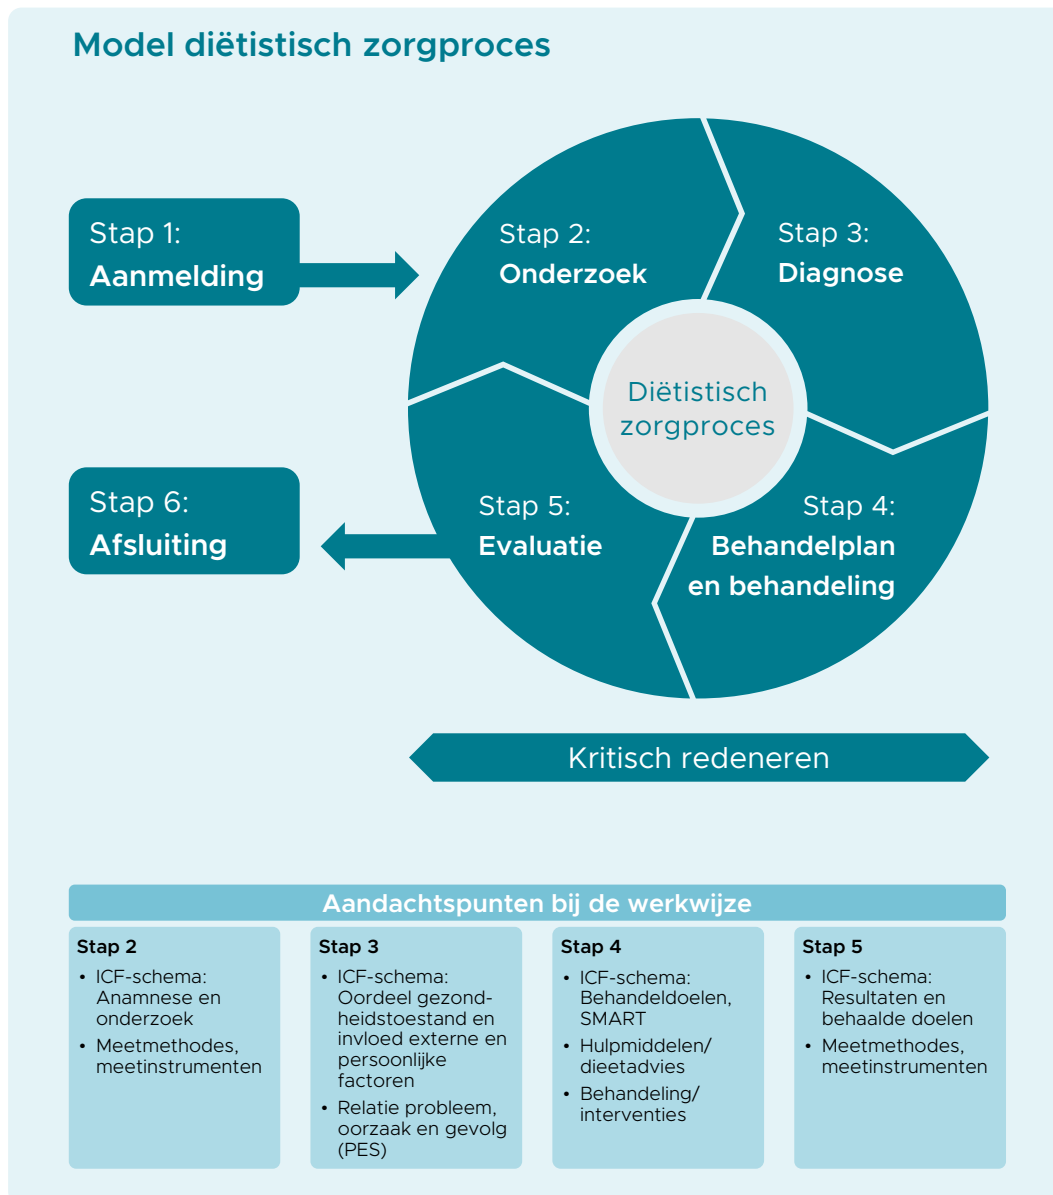 Model diëtistisch zorgproces
Stap 1:
Aanmelding
Stap 2:
Onderzoek
Stap 3:
Diagnose
Diëtistisch
zorgproces
Stap 6:
Afsluiting
Stap 5:
Evaluatie
Stap 4:
Behandelplan
en behandeling
Kritisch redeneren
Aandachtspunten bij de werkwijze
Stap 2
• ICF-schema:
Anamnese en
onderzoek
• Meetmethodes,
meetinstrumenten
Stap 3
• ICF-schema:
Oordeel gezond-
heidstoestand en
invloed externe en
persoonlijke
factoren
• Relatie probleem,
oorzaak en gevolg
(PES)
Stap 4
• ICF-schema:
Behandeldoelen,
SMART
• Hulpmiddelen/
dieetadvies
• Behandeling/
interventies
Stap 5
• ICF-schema:
Resultaten en
behaalde doelen
• Meetmethodes,
meetinstrumenten